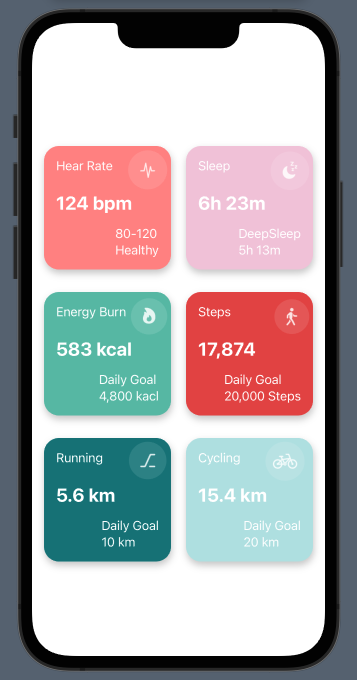 Hear Rate
124 bpm
80-120
Healthy
Sleep
6h 23m
DeepSleep
5h 13m
Energy Burn
583 kcal
Daily Goal
4,800 kacl
Steps
17,874
Daily Goal
20,000 Steps
Running
5.6 km
Daily Goal
10 km
Cycling
15.4 km
Daily Goal
20 km